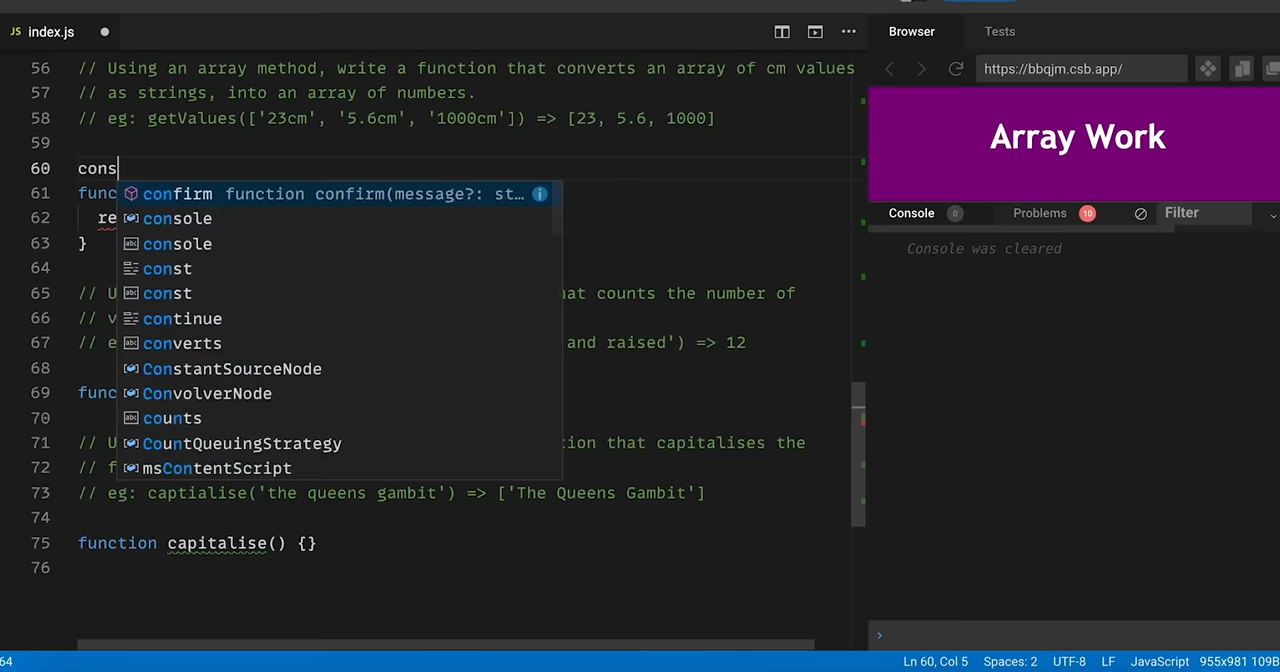 JS index.js
Browser
Tests
https://bbqjm.csb.app/
Array Work
Console 0
Problems 10
Filter
Console was cleared
56 // Using an array method, write a function that converts an array of cm values
57 // as strings, into an array of numbers.
58 // eg: getValues(['23cm', '5.6cm', '1000cm']) => [23, 5.6, 1000]
59
60 cons
61 func
62 re
63 }
64
65 // U hat counts the number of
66 // v
67 // e and raised') => 12
68
69 func
70
71 // U ion that capitalises the
72 // f
73 // eg: captialise('the queens gambit') => ['The Queens Gambit']
74
75 function capitalise() {}
76
confirm function confirm(message?: st...
console
console
const
const
continue
converts
ConstantSourceNode
ConvolverNode
counts
CountQueuingStrategy
msContentScript
64
Ln 60, Col 5
Spaces: 2
UTF-8
LF
JavaScript
955x981 109B